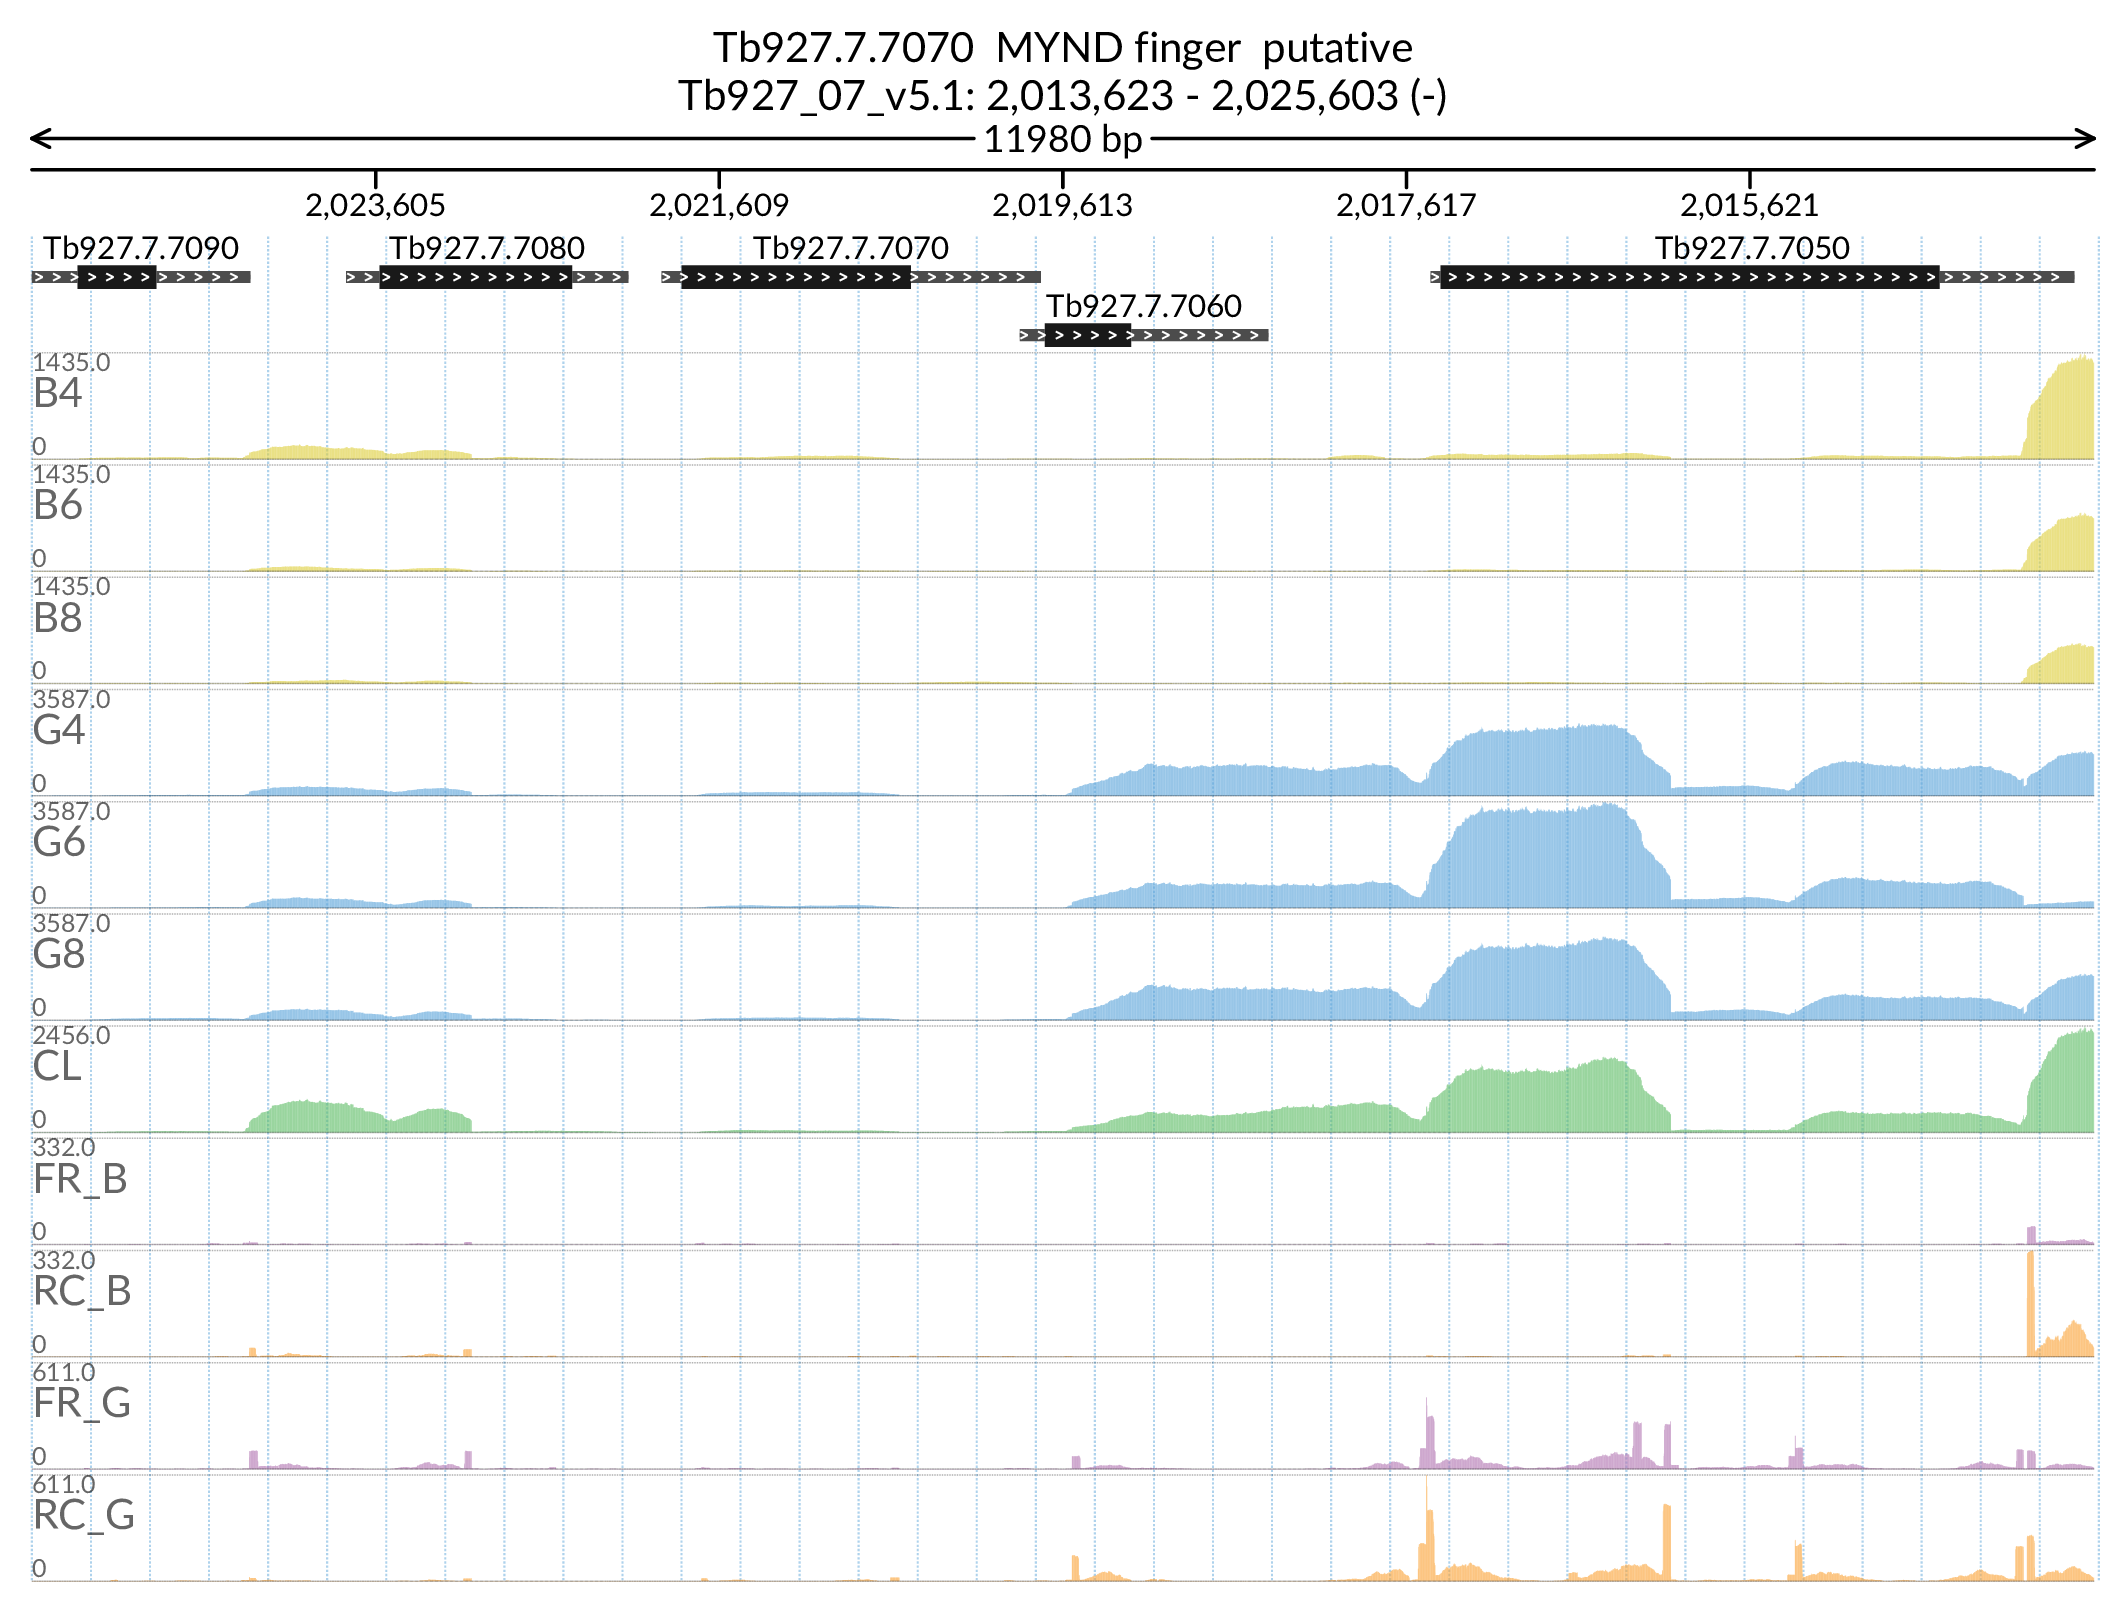 Tb927.7.7070  MYND finger  putative
Tb927_07_v5.1: 2,013,623 - 2,025,603 (-)
11980 bp
2,023,605 2,021,609 2,019,613 2,017,617 2,015,621
Tb927.7.7090 Tb927.7.7080 Tb927.7.7070 Tb927.7.7050
Tb927.7.7060
1435.0
B4
0
1435.0
B6
0
1435.0
B8
0
3587.0
G4
0
3587.0
G6
0
3587.0
G8
0
2456.0
CL
0
332.0
FR_B
0
332.0
RC_B
0
611.0
FR_G
0
611.0
RC_G
0